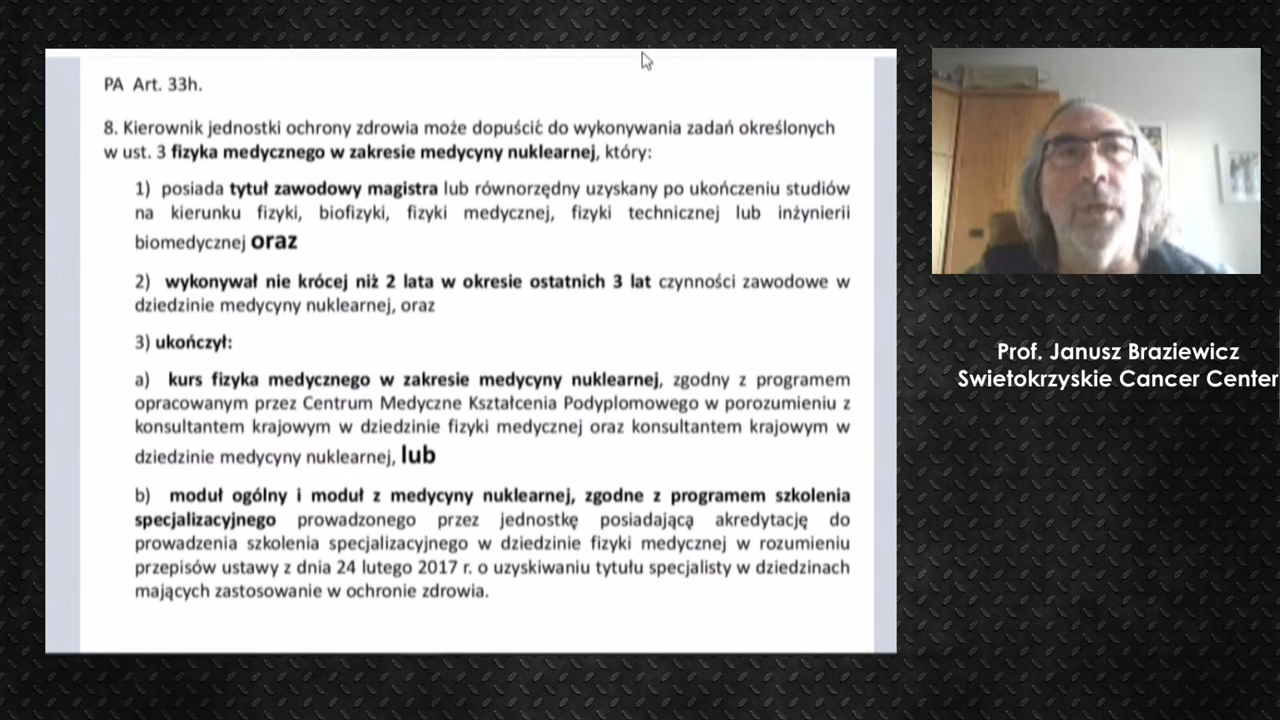 PA Art. 33h.
8. Kierownik jednostki ochrony zdrowia może dopuścić do wykonywania zadań określonych
w ust. 3 fizyka medycznego w zakresie medycyny nuklearnej, który:
1) posiada tytuł zawodowy magistra lub równorzędny uzyskany po ukończeniu studiów
na kierunku fizyki, biofizyki, fizyki medycznej, fizyki technicznej lub inżynierii
biomedycznej oraz
2) wykonywał nie krócej niż 2 lata w okresie ostatnich 3 lat czynności zawodowe w
dziedzinie medycyny nuklearnej, oraz
3) ukończył:
a) kurs fizyka medycznego w zakresie medycyny nuklearnej, zgodny z programem
opracowanym przez Centrum Medyczne Kształcenia Podyplomowego w porozumieniu z
konsultantem krajowym w dziedzinie fizyki medycznej oraz konsultantem krajowym w
dziedzinie medycyny nuklearnej, lub
b) moduł ogólny i moduł z medycyny nuklearnej, zgodne z programem szkolenia
specjalizacyjnego prowadzonego przez jednostkę posiadającą akredytację do
prowadzenia szkolenia specjalizacyjnego w dziedzinie fizyki medycznej w rozumieniu
przepisów ustawy z dnia 24 lutego 2017 r. o uzyskiwaniu tytułu specjalisty w dziedzinach
mających zastosowanie w ochronie zdrowia.
Prof. Janusz Braziewicz
Swietokrzyskie Cancer Center